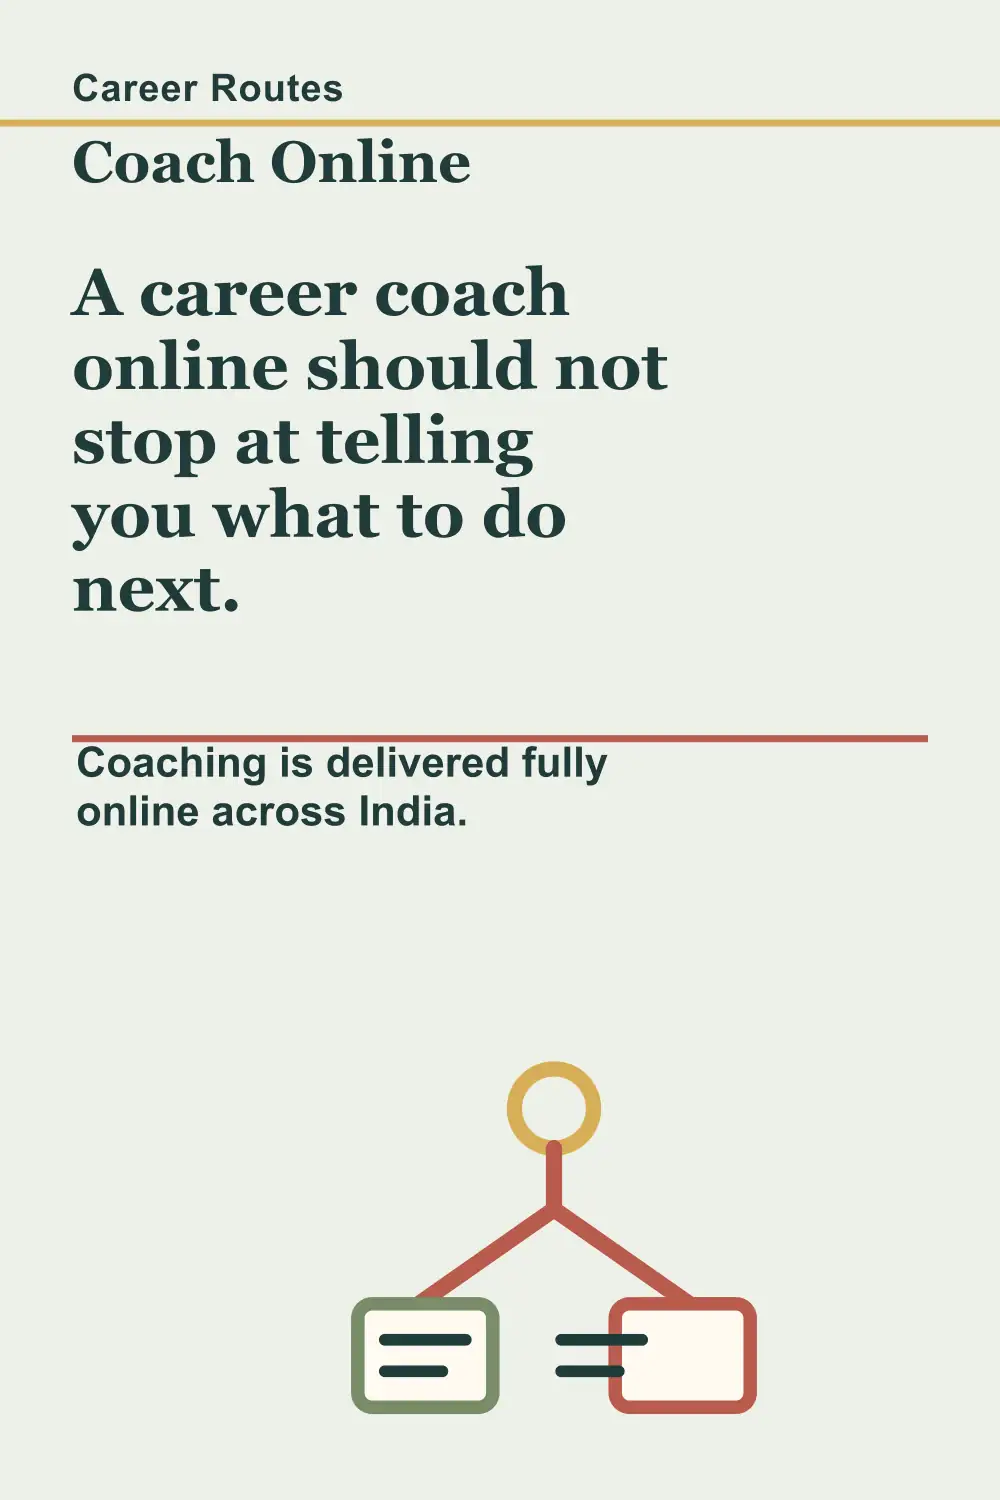 Career Routes
Coach Online
A career coach
online should not
stop at telling
you what to do
next.
Coaching is delivered fully
online across India.